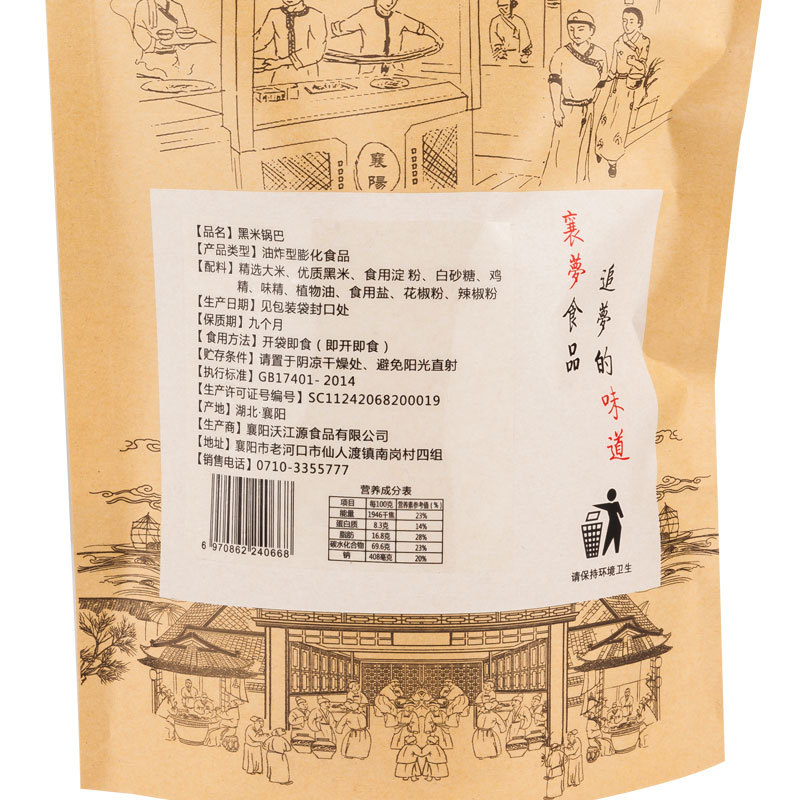 襄陽
【品名】黑米锅巴
【产品类型】油炸型膨化食品
【配料】精选大米、优质黑米、食用淀粉、白砂糖、鸡
精、味精、植物油、食用盐、花椒粉、辣椒粉
【生产日期】见包装袋封口处
【保质期】九个月
【食用方法】开袋即食(即开即食)
【贮存条件】请置于阴凉干燥处、避免阳光直射
【执行标准】GB17401- 2014
【生产许可证号编号】SC11242068200019
【产地】湖北·襄阳
【生产商】襄阳沃江源食品有限公司
【地址】襄阳市老河口市仙人渡镇南岗村四组
【销售电话】0710-3355777
6 970862 240668
营养成分表
项目 每100克 营养素参考值(%)
能量 1946千焦 23%
蛋白质 8.3克 14%
脂肪 16.8克 28%
碳水化合物 69.6克 23%
钠 408毫克 20%
襄夢食品
追夢的味道
请保持环境卫生